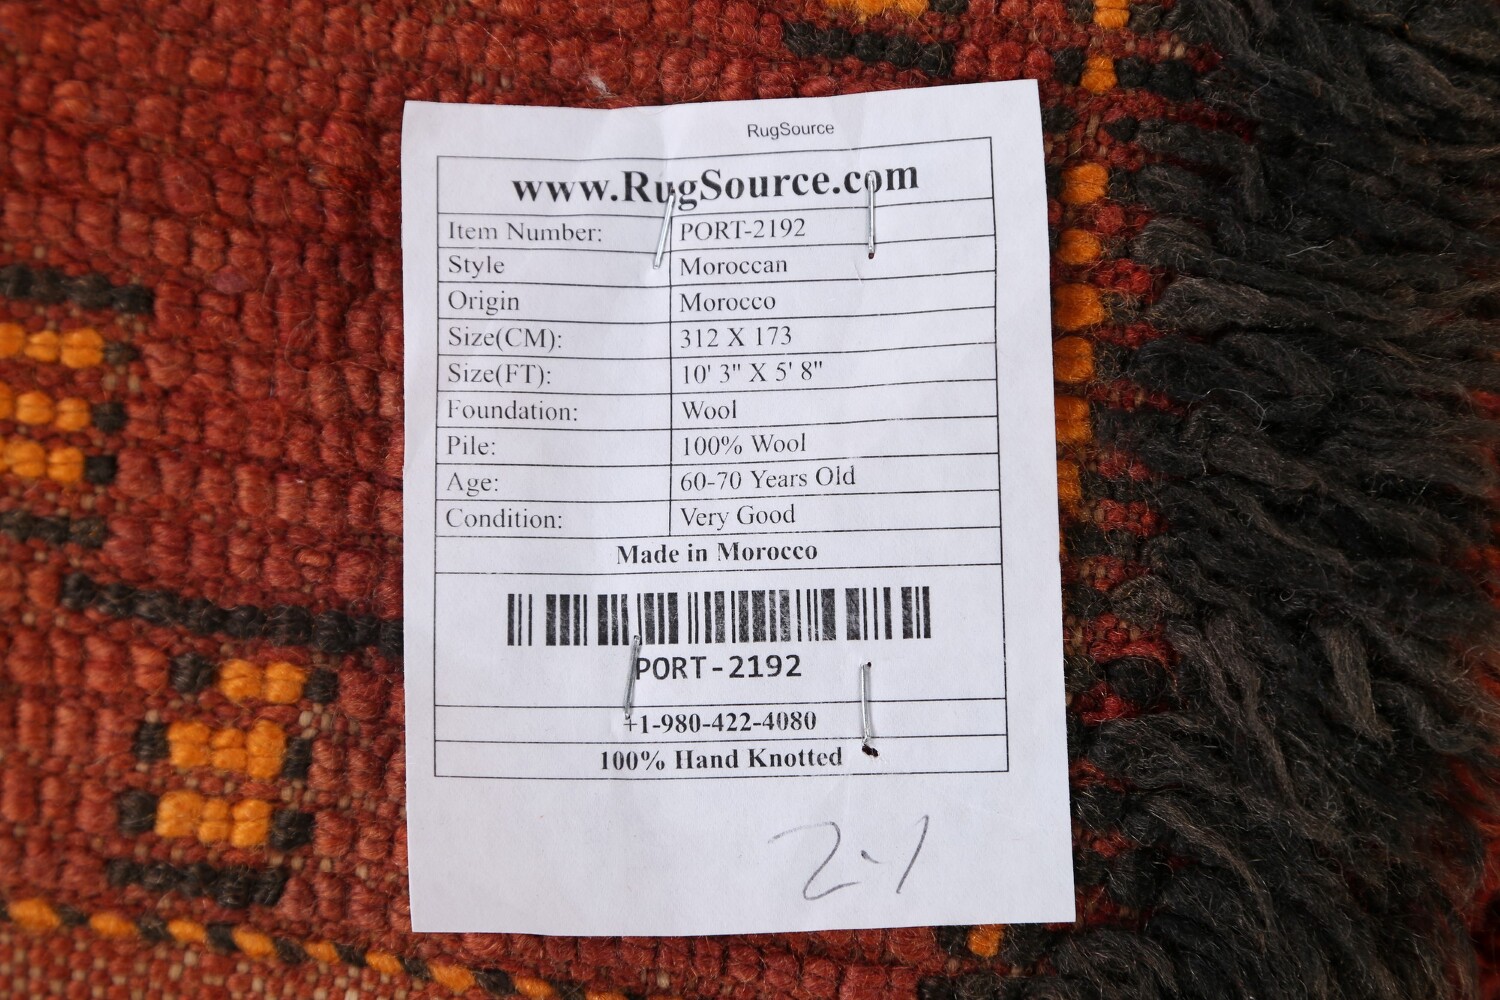 RugSource
www.RugSource.com
Item Number: PORT-2192
Style Moroccan
Origin Morocco
Size(CM): 312 X 173
Size(FT): 10' 3" X 5' 8"
Foundation: Wool
Pile: 100% Wool
Age: 60-70 Years Old
Condition: Very Good
Made in Morocco
PORT-2192
+1-980-422-4080
100% Hand Knotted
2-1